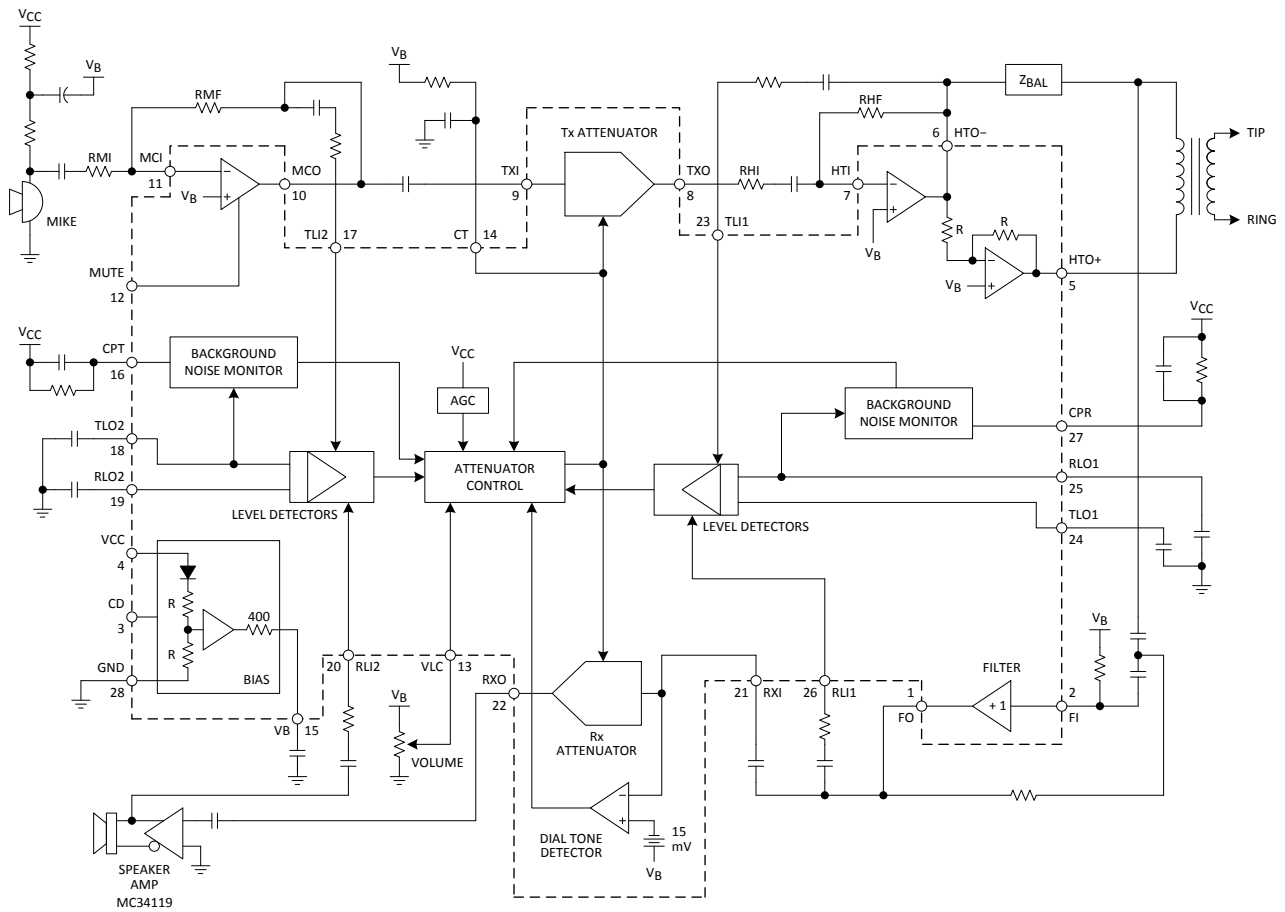 VCC
VB
RMF
RMI
MCI
11
VB
MCO
10
MIKE
MUTE
12
VB
TLI2
17
CT
14
TXI
9
Tx ATTENUATOR
TXO
8
RHI
RHF
HTI
7
6
HTO−
23
TLI1
VB
R
R
VB
HTO+
5
ZBAL
TIP
RING
VCC
CPT
16
BACKGROUND
NOISE MONITOR
VCC
AGC
BACKGROUND
NOISE MONITOR
VCC
CPR
27
TLO2
18
RLO2
19
LEVEL DETECTORS
ATTENUATOR
CONTROL
LEVEL DETECTORS
RLO1
25
TLO1
24
VCC
4
CD
3
GND
28
R
R
400
BIAS
VB
15
20
RLI2
VLC
13
VB
VOLUME
RXO
22
Rx
ATTENUATOR
21
RXI
26
RLI1
1
FO
FILTER
+ 1
2
FI
VB
DIAL TONE
DETECTOR
15
mV
VB
SPEAKER
AMP
MC34119
− + − + − + − +